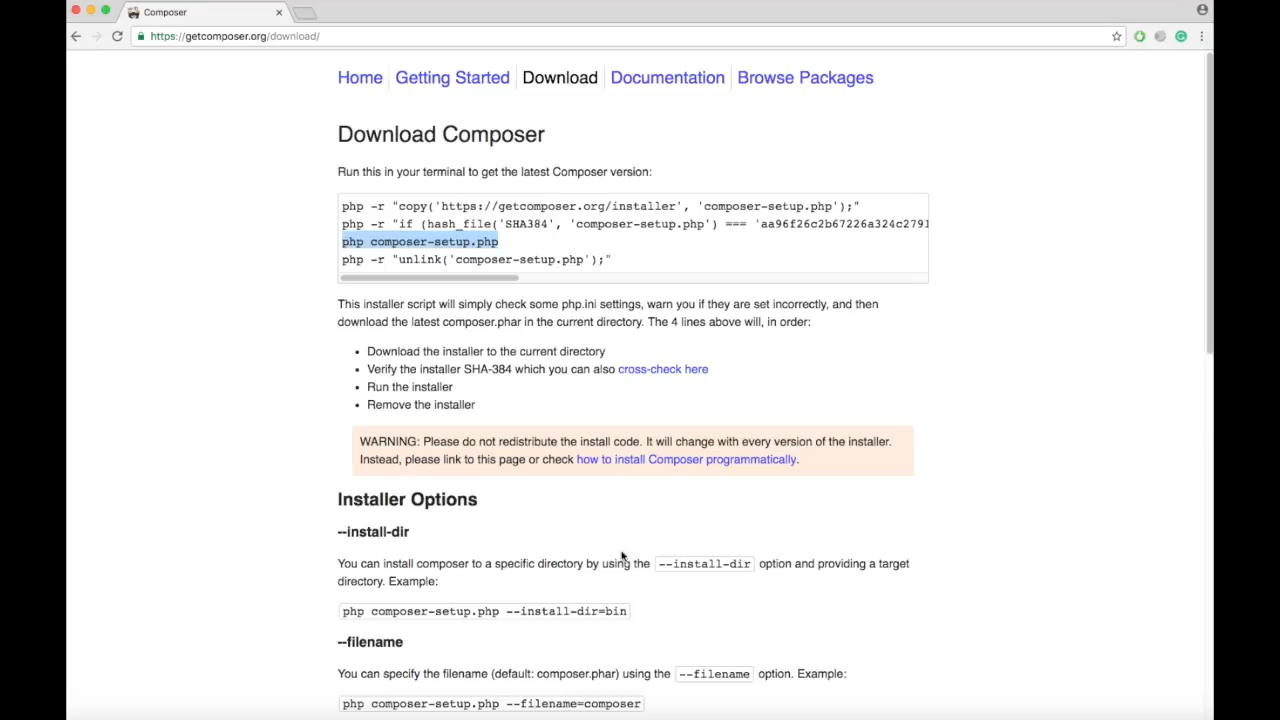 Composer
https://getcomposer.org/download/
Home Getting Started Download Documentation Browse Packages
Download Composer
Run this in your terminal to get the latest Composer version:
php -r "copy('https://getcomposer.org/installer', 'composer-setup.php');"
php -r "if (hash_file('SHA384', 'composer-setup.php') === 'aa96f26c2b67226a324c2791
php composer-setup.php
php -r "unlink('composer-setup.php');"
This installer script will simply check some php.ini settings, warn you if they are set incorrectly, and then
download the latest composer.phar in the current directory. The 4 lines above will, in order:
• Download the installer to the current directory
• Verify the installer SHA-384 which you can also cross-check here
• Run the installer
• Remove the installer
WARNING: Please do not redistribute the install code. It will change with every version of the installer.
Instead, please link to this page or check how to install Composer programmatically.
Installer Options
--install-dir
You can install composer to a specific directory by using the --install-dir option and providing a target
directory. Example:
php composer-setup.php --install-dir=bin
--filename
You can specify the filename (default: composer.phar) using the --filename option. Example:
php composer-setup.php --filename=composer